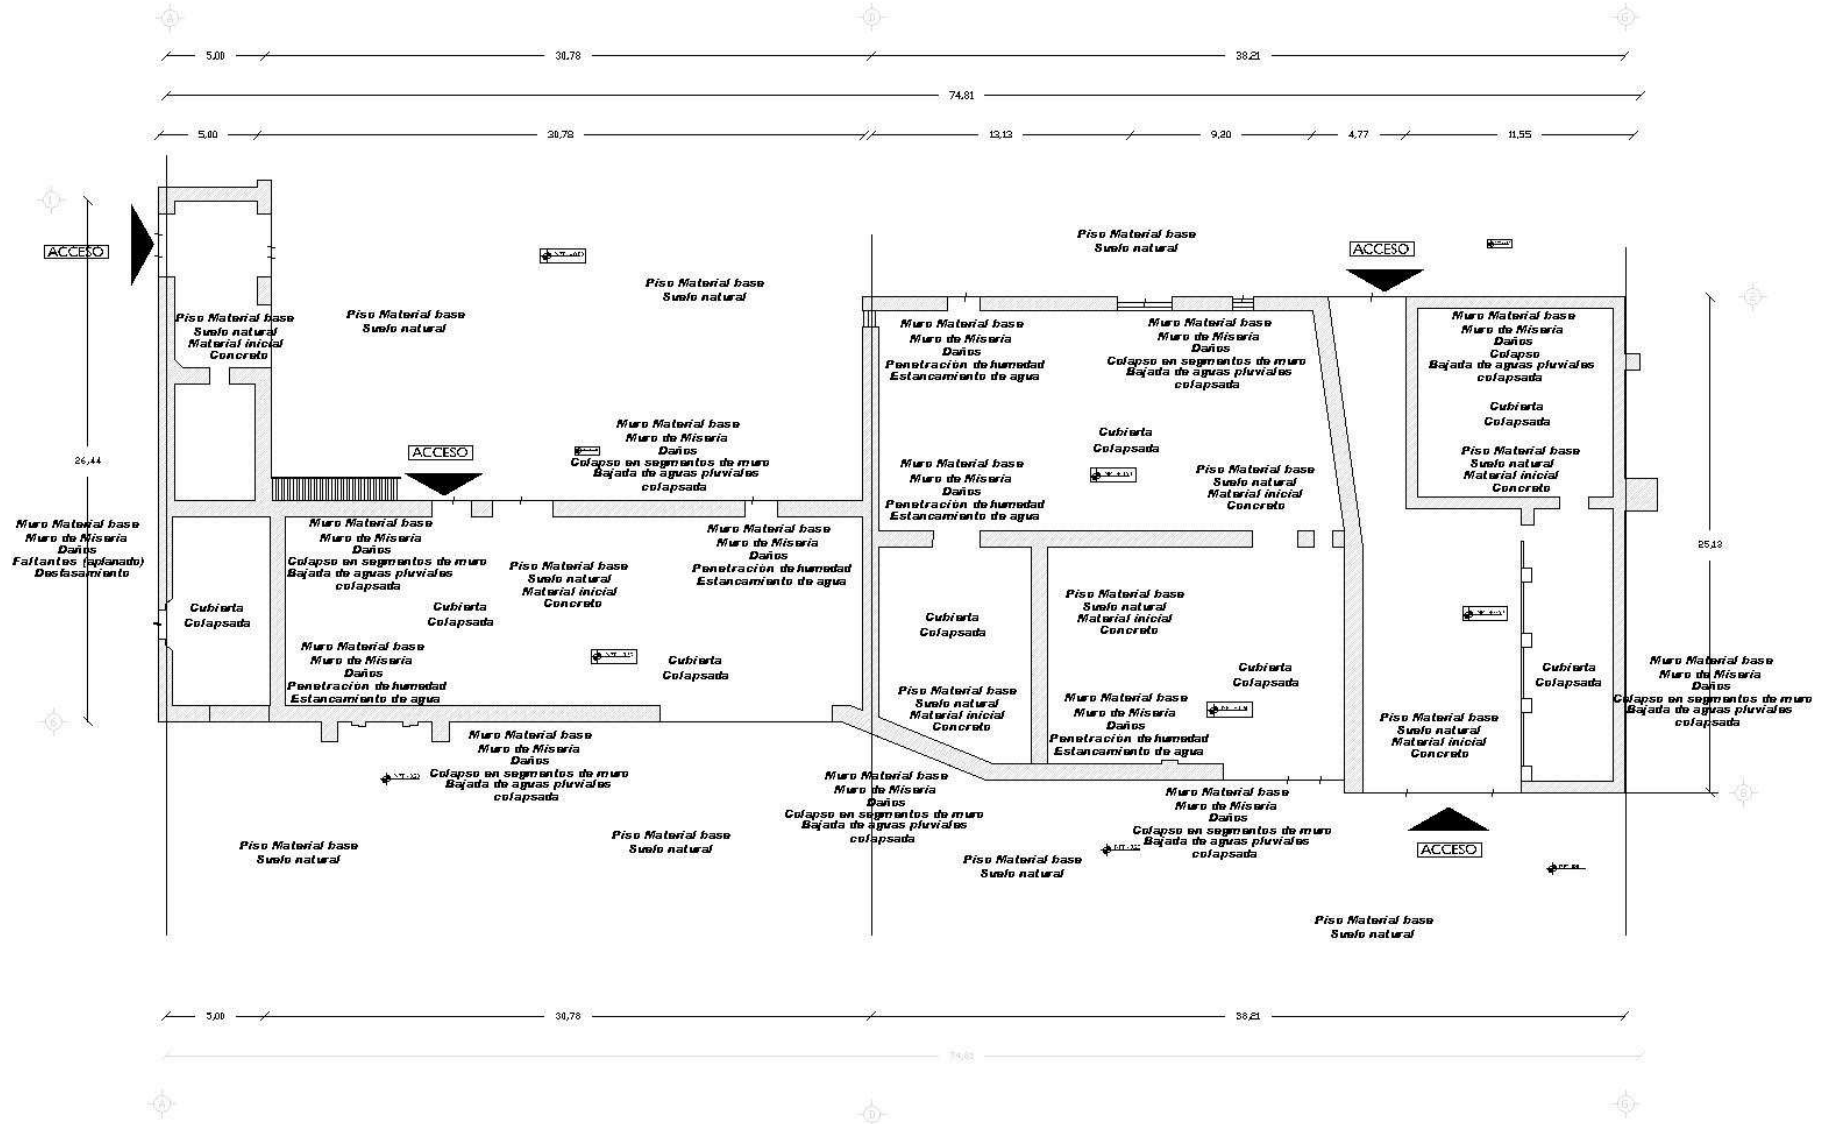 A
D
G
5,00
30,78
38,21
74,81
5,00
30,78
13,13
9,20
4,77
11,55
ACCESO
Piso Material base
Suelo natural
ACCESO
Piso Material base
Suelo natural
Piso Material base
Suelo natural
Piso Material base
Suelo natural
Material inicial
Concreto
Muro Material base
Muro de Miseria
Daños
Penetración de humedad
Estancamiento de agua
Muro Material base
Muro de Miseria
Daños
Colapso en segmentos de muro
Bajada de aguas pluviales
colapsada
Muro Material base
Muro de Miseria
Daños
Colapso
Bajada de aguas pluviales
colapsada
Cubierta
Colapsada
Cubierta
Colapsada
Piso Material base
Suelo natural
Material inicial
Concreto
Muro Material base
Muro de Miseria
Daños
Colapso en segmentos de muro
Bajada de aguas pluviales
colapsada
ACCESO
Muro Material base
Muro de Miseria
Daños
Penetración de humedad
Estancamiento de agua
Piso Material base
Suelo natural
Material inicial
Concreto
26,44
25,13
Muro Material base
Muro de Miseria
Daños
Faltantes (aplanado)
Desfasamiento
Muro Material base
Muro de Miseria
Daños
Colapso en segmentos de muro
Bajada de aguas pluviales
colapsada
Muro Material base
Muro de Miseria
Daños
Penetración de humedad
Estancamiento de agua
Piso Material base
Suelo natural
Material inicial
Concreto
Cubierta
Colapsada
Cubierta
Colapsada
Cubierta
Colapsada
Piso Material base
Suelo natural
Material inicial
Concreto
Muro Material base
Muro de Miseria
Daños
Penetración de humedad
Estancamiento de agua
Cubierta
Colapsada
Cubierta
Colapsada
Cubierta
Colapsada
Muro Material base
Muro de Miseria
Daños
Colapso en segmentos de muro
Bajada de aguas pluviales
colapsada
Piso Material base
Suelo natural
Material inicial
Concreto
Muro Material base
Muro de Miseria
Daños
Penetración de humedad
Estancamiento de agua
Piso Material base
Suelo natural
Material inicial
Concreto
Muro Material base
Muro de Miseria
Daños
Colapso en segmentos de muro
Bajada de aguas pluviales
colapsada
Muro Material base
Muro de Miseria
Daños
Colapso en segmentos de muro
Bajada de aguas pluviales
colapsada
Muro Material base
Muro de Miseria
Daños
Colapso en segmentos de muro
Bajada de aguas pluviales
colapsada
ACCESO
Piso Material base
Suelo natural
Piso Material base
Suelo natural
Piso Material base
Suelo natural
Piso Material base
Suelo natural
5,00
30,78
38,21
74,81
A
D
G